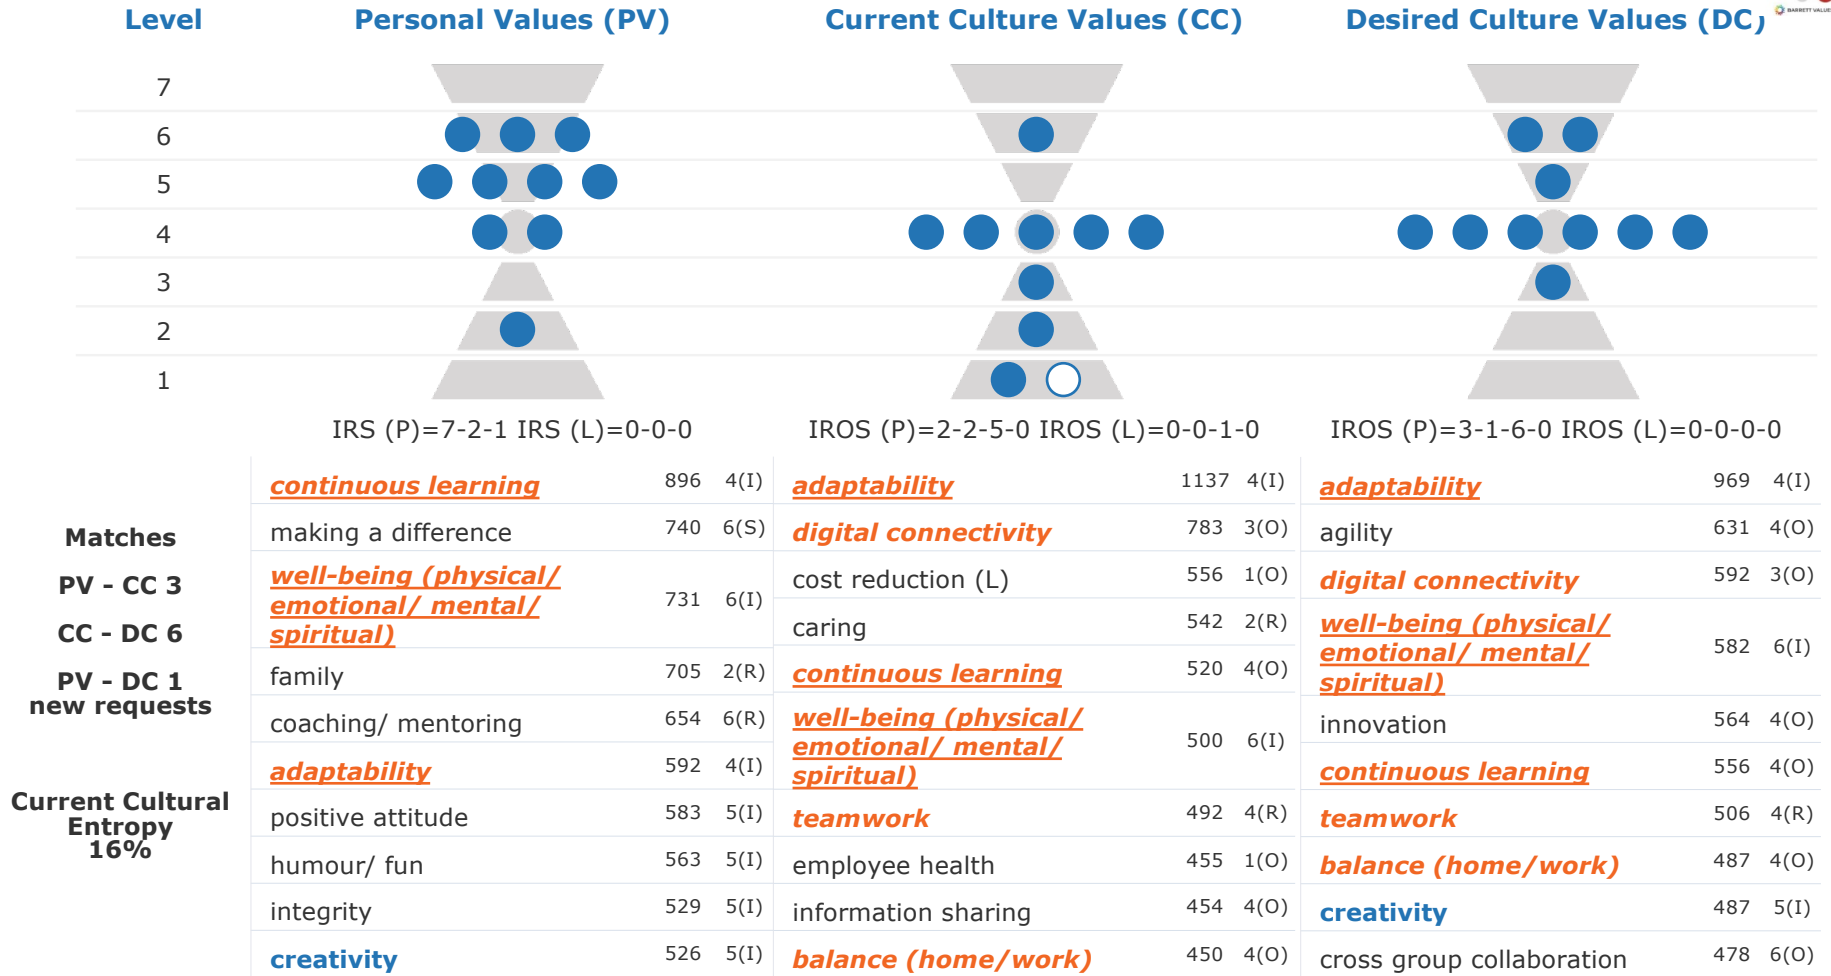 Level
Personal Values (PV)
Current Culture Values (CC)
Desired Culture Values (DC)
BARRETT VALUES
7
6
5
4
3
2
1
IRS (P)=7-2-1 IRS (L)=0-0-0
IROS (P)=2-2-5-0 IROS (L)=0-0-1-0
IROS (P)=3-1-6-0 IROS (L)=0-0-0-0
Matches
PV - CC 3
CC - DC 6
PV - DC 1
new requests
Current Cultural
Entropy
16%
continuous learning 896 4(I)
making a difference 740 6(S)
well-being (physical/
emotional/ mental/ 731 6(I)
spiritual)
family 705 2(R)
coaching/ mentoring 654 6(R)
adaptability 592 4(I)
positive attitude 583 5(I)
humour/ fun 563 5(I)
integrity 529 5(I)
creativity 526 5(I)
adaptability 1137 4(I)
digital connectivity 783 3(O)
cost reduction (L) 556 1(O)
caring 542 2(R)
continuous learning 520 4(O)
well-being (physical/
emotional/ mental/ 500 6(I)
spiritual)
teamwork 492 4(R)
employee health 455 1(O)
information sharing 454 4(O)
balance (home/work) 450 4(O)
adaptability 969 4(I)
agility 631 4(O)
digital connectivity 592 3(O)
well-being (physical/
emotional/ mental/ 582 6(I)
spiritual)
innovation 564 4(O)
continuous learning 556 4(O)
teamwork 506 4(R)
balance (home/work) 487 4(O)
creativity 487 5(I)
cross group collaboration 478 6(O)